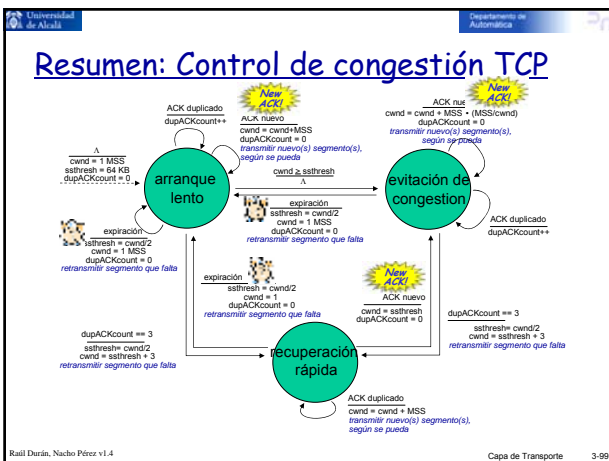 Universidad
de Alcalá
Departamento de
Automática
Resumen: Control de congestión TCP
New
ACK!
New
ACK!
ACK duplicado
dupACKcount++
ACK nuevo
cwnd = cwnd+MSS
dupACKcount = 0
transmitir nuevo(s) segmento(s),
según se pueda
ACK
cwnd = cwnd + MSS • (MSS/cwnd)
dupACKcount = 0
transmitir nuevo(s) segmento(s),
según se pueda
Λ
cwnd = 1 MSS
ssthresh = 64 KB
dupACKcount = 0
arranque
lento
cwnd ≥ ssthresh
Λ
evitación de
congestion
expiración
ssthresh = cwnd/2
cwnd = 1 MSS
dupACKcount = 0
retransmitir segmento que falta
ACK duplicado
dupACKcount++
expiración
ssthresh = cwnd/2
cwnd = 1 MSS
dupACKcount = 0
retransmitir segmento que falta
expiración
ssthresh = cwnd/2
cwnd = 1
dupACKcount = 0
retransmitir segmento que falta
New
ACK!
ACK nuevo
cwnd = ssthresh
dupACKcount = 0
dupACKcount == 3
ssthresh= cwnd/2
cwnd = ssthresh + 3
retransmitir segmento que falta
dupACKcount == 3
ssthresh= cwnd/2
cwnd = ssthresh + 3
retransmitir segmento que falta
recuperación
rápida
ACK duplicado
cwnd = cwnd + MSS
transmitir nuevo(s) segmento(s),
según se pueda
Raúl Durán, Nacho Pérez v1.4
Capa de Transporte
3-99